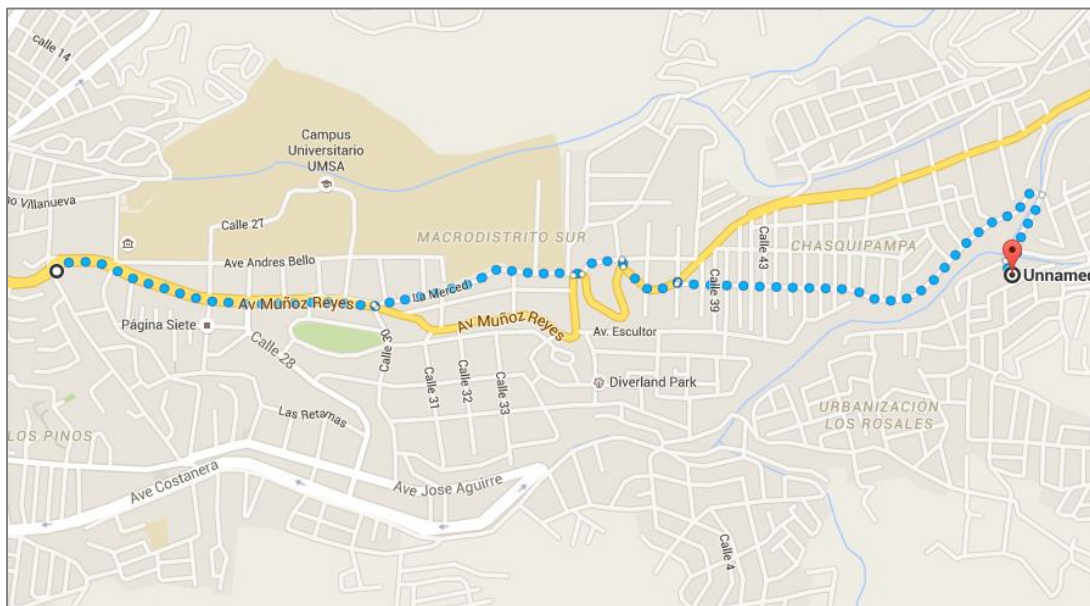 calle 14
Campus
Universitario
UMSA
no Villanueva
Calle 27
MACRODISTRITO SUR
Ave Andres Bello
La Merced
Calle 43
CHASQUIPAMPA
Unnamed
Av Muñoz Reyes
Av Muñoz Reyes
Calle 39
Página Siete
Av. Escultor
Calle 28
Calle 30
Calle 31
Calle 32
Calle 33
Diverland Park
Las Retamas
URBANIZACIÓN
LOS ROSALES
LOS PINOS
Ave Costanera
Ave Jose Aguirre
Calle 4